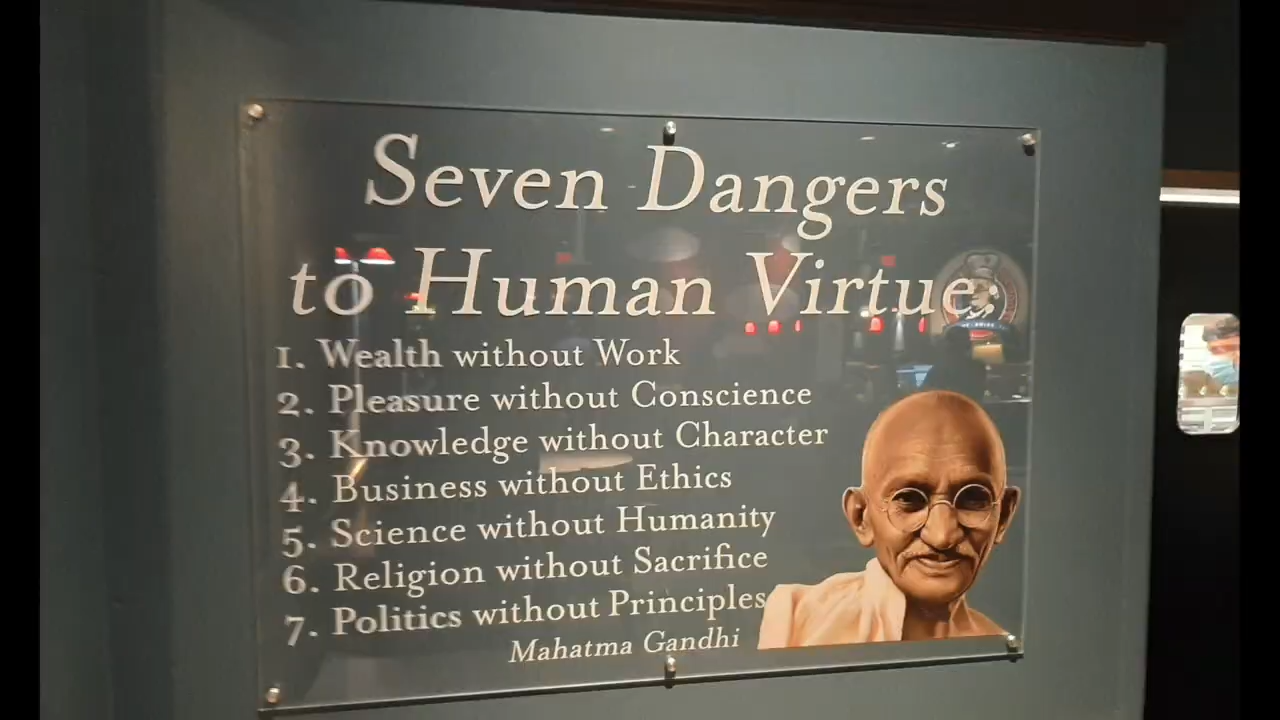 Seven Dangers
to Human Virtue
1. Wealth without Work
2. Pleasure without Conscience
3. Knowledge without Character
4. Business without Ethics
5. Science without Humanity
6. Religion without Sacrifice
7. Politics without Principles
Mahatma Gandhi